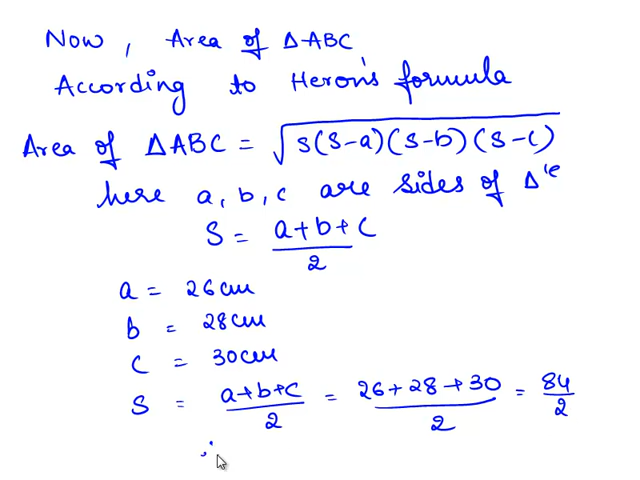 Now, Area of ΔABC
According to Heron's formula
Area of ΔABC = √s(s-a)(s-b)(s-c)
here a, b, c are sides of Δ'e
S = a+b+c/2
a = 26cm
b = 28cm
c = 30cm
S = a+b+c/2 = 26+28+30/2 = 84/2